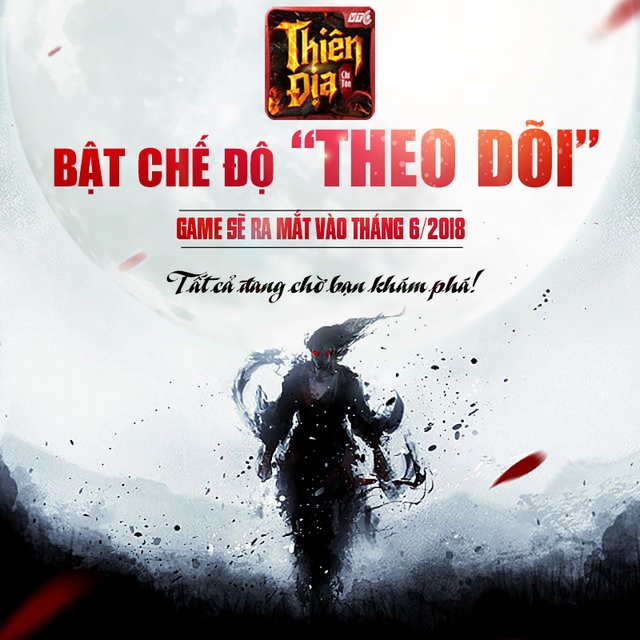 VTC
Thiên
Địa
Chí
Tôn
BẬT CHẾ ĐỘ “THEO DÕI”
GAME SẼ RA MẮT VÀO THÁNG 6/2018
Tất cả đang chờ bạn khám phá!